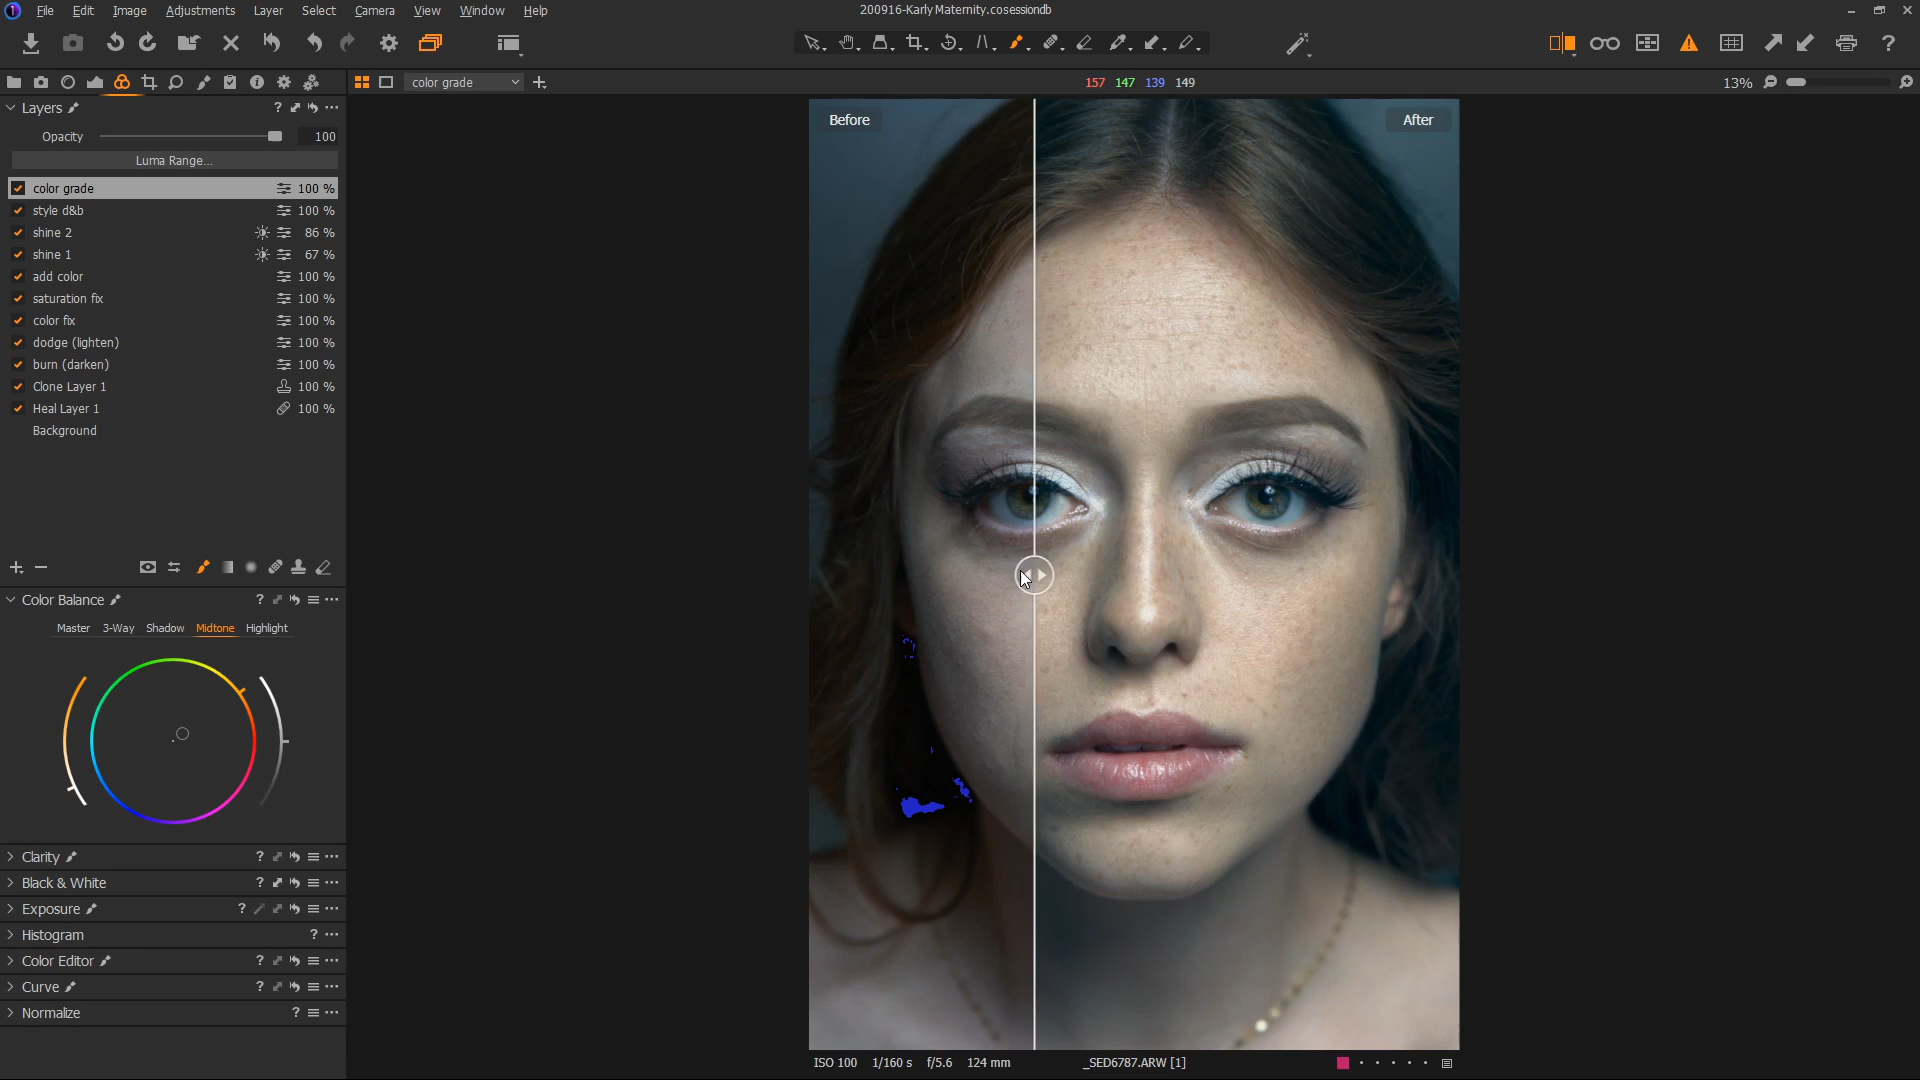 File Edit Image Adjustments Layer Select Camera View Window Help
200916-Karly Maternity.cosessiondb
color grade
157 147 139 149
13%
Layers
Opacity 100
Luma Range...
color grade 100 %
style d&b 100 %
shine 2 86 %
shine 1 67 %
add color 100 %
saturation fix 100 %
color fix 100 %
dodge (lighten) 100 %
burn (darken) 100 %
Clone Layer 1 100 %
Heal Layer 1 100 %
Background
Color Balance
Master 3-Way Shadow Midtone Highlight
Clarity
Black & White
Exposure
Histogram
Color Editor
Curve
Normalize
Before
After
ISO 100 1/160 s f/5.6 124 mm
_SED6787.ARW [1]